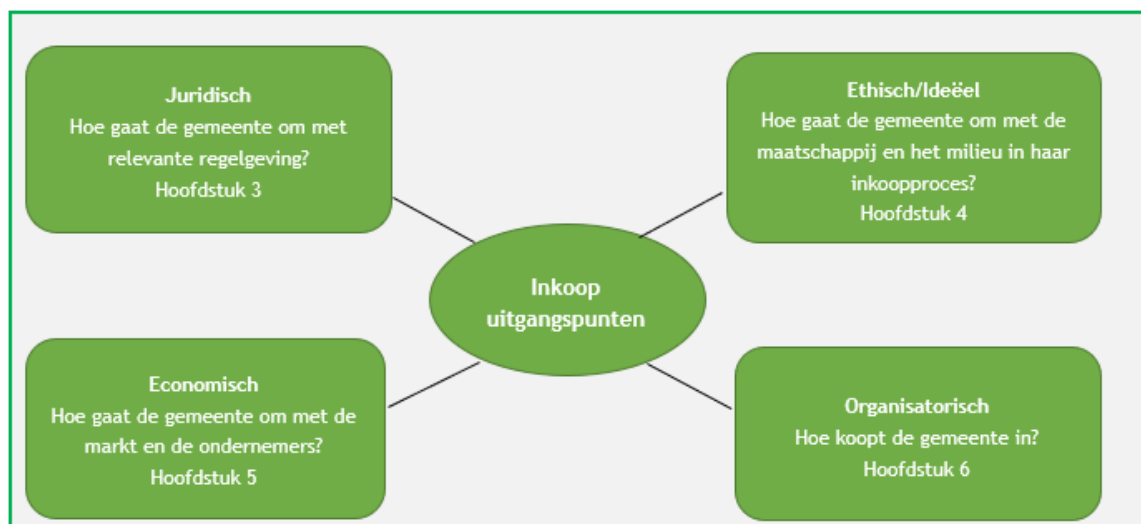 Juridisch
Hoe gaat de gemeente om met
relevante regelgeving?
Hoofdstuk 3
Ethisch/Ideëel
Hoe gaat de gemeente om met de
maatschappij en het milieu in haar
inkoopproces?
Hoofdstuk 4
Inkoop
uitgangspunten
Economisch
Hoe gaat de gemeente om met de
markt en de ondernemers?
Hoofdstuk 5
Organisatorisch
Hoe koopt de gemeente in?
Hoofdstuk 6